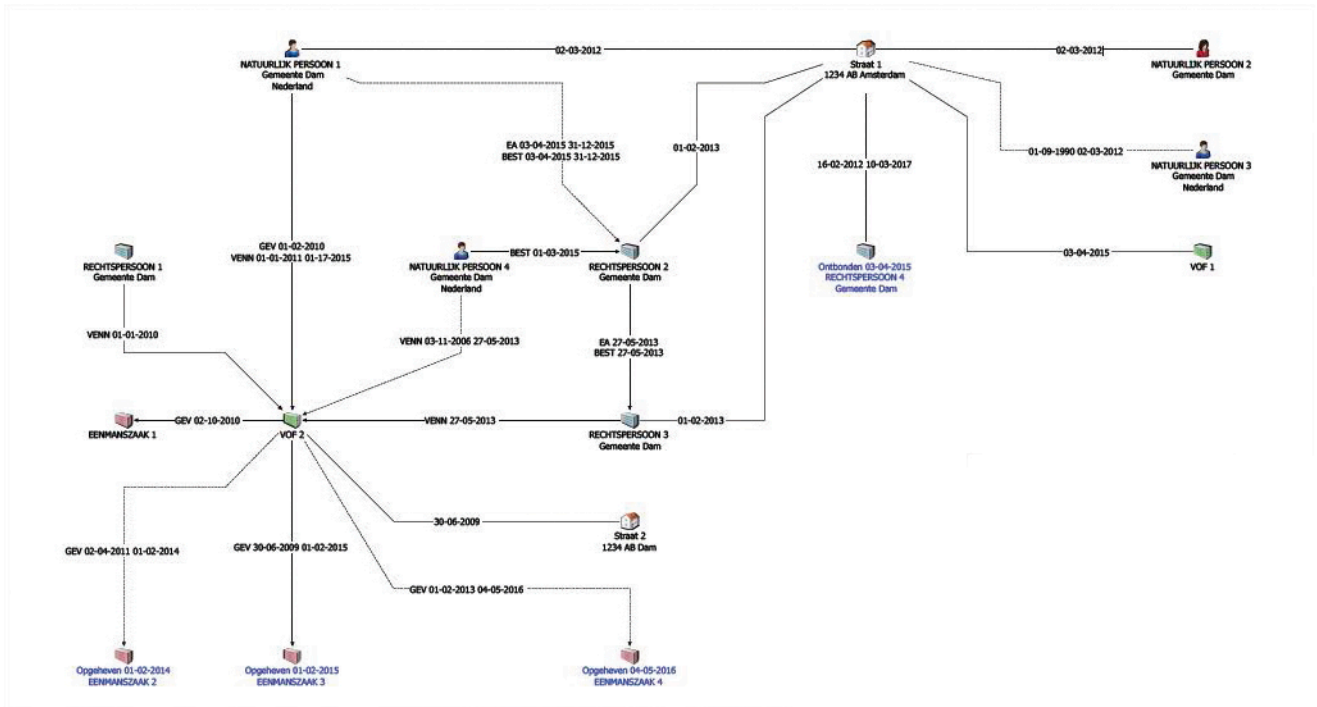 02-03-2012
02-03-2012
NATUURLIJK PERSOON 1
Gemeente Dam
Nederland
Straat 1
1234 AB Amsterdam
NATUURLIJK PERSOON 2
Gemeente Dam
EA 03-04-2015 31-12-2015
BEST 03-04-2015 31-12-2015
01-02-2013
16-02-2012 10-03-2017
01-09-1990 02-03-2012
NATUURLIJK PERSOON 3
Gemeente Dam
Nederland
GEV 01-02-2010
VENN 01-01-2011 01-17-2015
RECHTSPERSOON 1
Gemeente Dam
NATUURLIJK PERSOON 4
Gemeente Dam
Nederland
BEST 01-03-2015
RECHTSPERSOON 2
Gemeente Dam
Ontbonden 03-04-2015
RECHTSPERSOON 4
Gemeente Dam
03-04-2015
VOF 1
VENN 01-01-2010
VENN 03-11-2006 27-05-2013
EA 27-05-2013
BEST 27-05-2013
EENMANSZAAK 1
GEV 02-10-2010
VOF 2
VENN 27-05-2013
RECHTSPERSOON 3
Gemeente Dam
01-02-2013
30-06-2009
Straat 2
1234 AB Dam
GEV 02-04-2011 01-02-2014
GEV 30-06-2009 01-02-2015
GEV 01-02-2013 04-05-2016
Opgeheven 01-02-2014
EENMANSZAAK 2
Opgeheven 01-02-2015
EENMANSZAAK 3
Opgeheven 04-05-2016
EENMANSZAAK 4